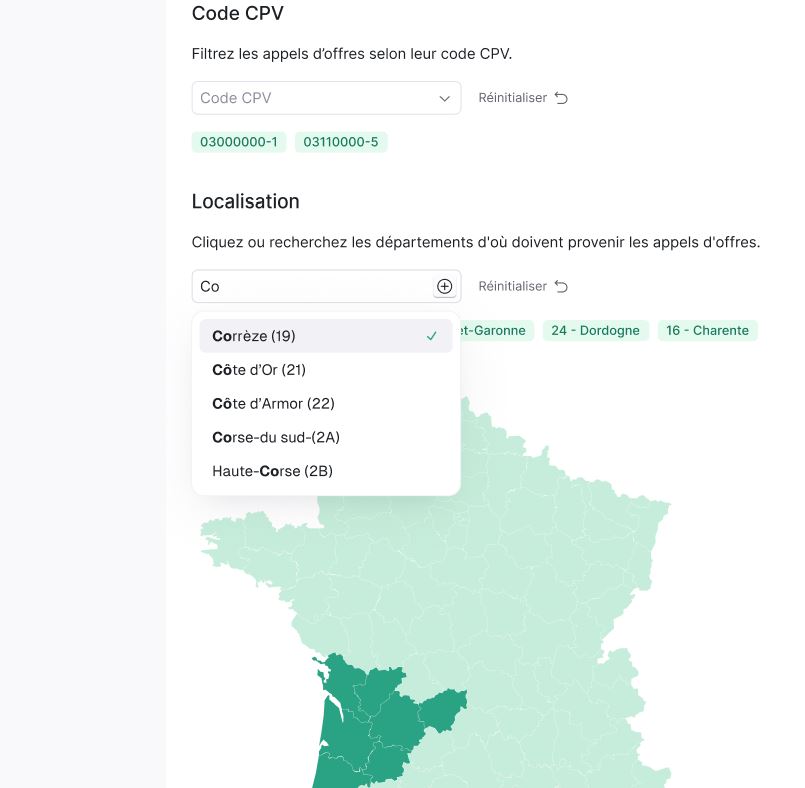 Code CPV
Filtrez les appels d’offres selon leur code CPV.
Code CPV
Réinitialiser
03000000-1 03110000-5
Localisation
Cliquez ou recherchez les départements d'où doivent provenir les appels d'offres.
Co
Réinitialiser
et-Garonne 24 - Dordogne 16 - Charente
Corrèze (19)
Côte d’Or (21)
Côte d’Armor (22)
Corse-du sud-(2A)
Haute-Corse (2B)